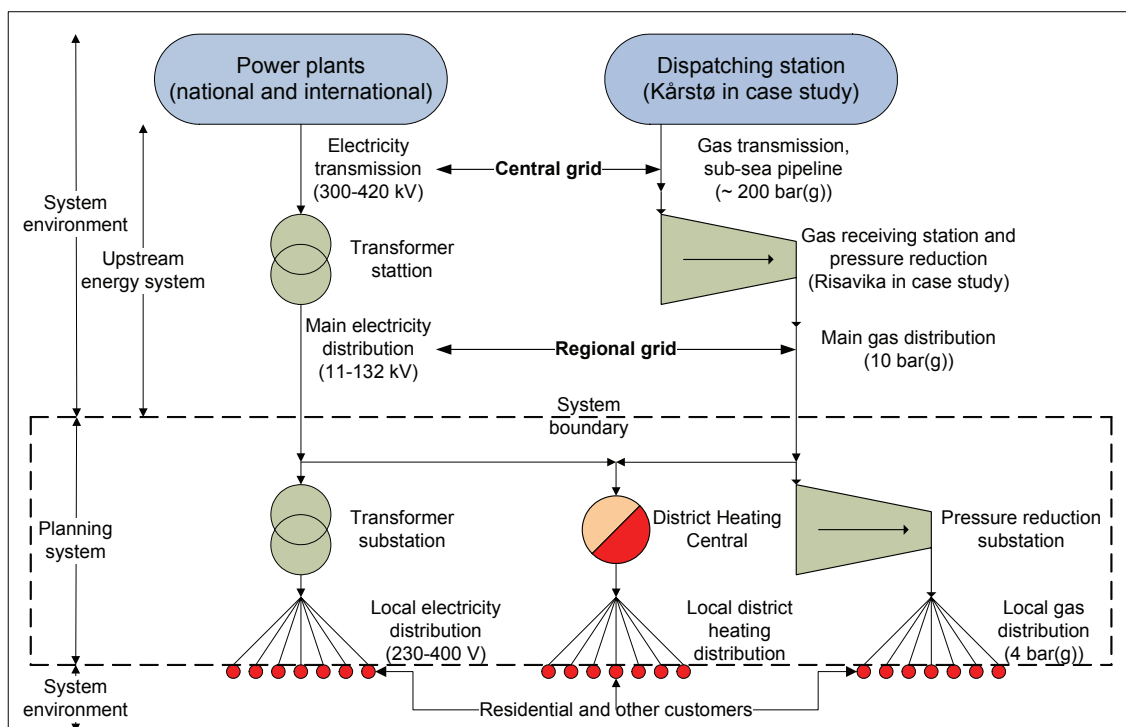 Power plants
(national and international)
Dispatching station
(Kårstø in case study)
Electricity
transmission
(300-420 kV)
Central grid
Gas transmission,
sub-sea pipeline
(~ 200 bar(g))
System
environment
Upstream
energy system
Transformer
stattion
Gas receiving station and
pressure reduction
(Risavika in case study)
Main electricity
distribution
(11-132 kV)
Regional grid
Main gas distribution
(10 bar(g))
System
boundary
Planning
system
Transformer
substation
District Heating
Central
Pressure reduction
substation
Local electricity
distribution
(230-400 V)
Local district
heating
distribution
Local gas
distribution
(4 bar(g))
System
environment
Residential and other customers